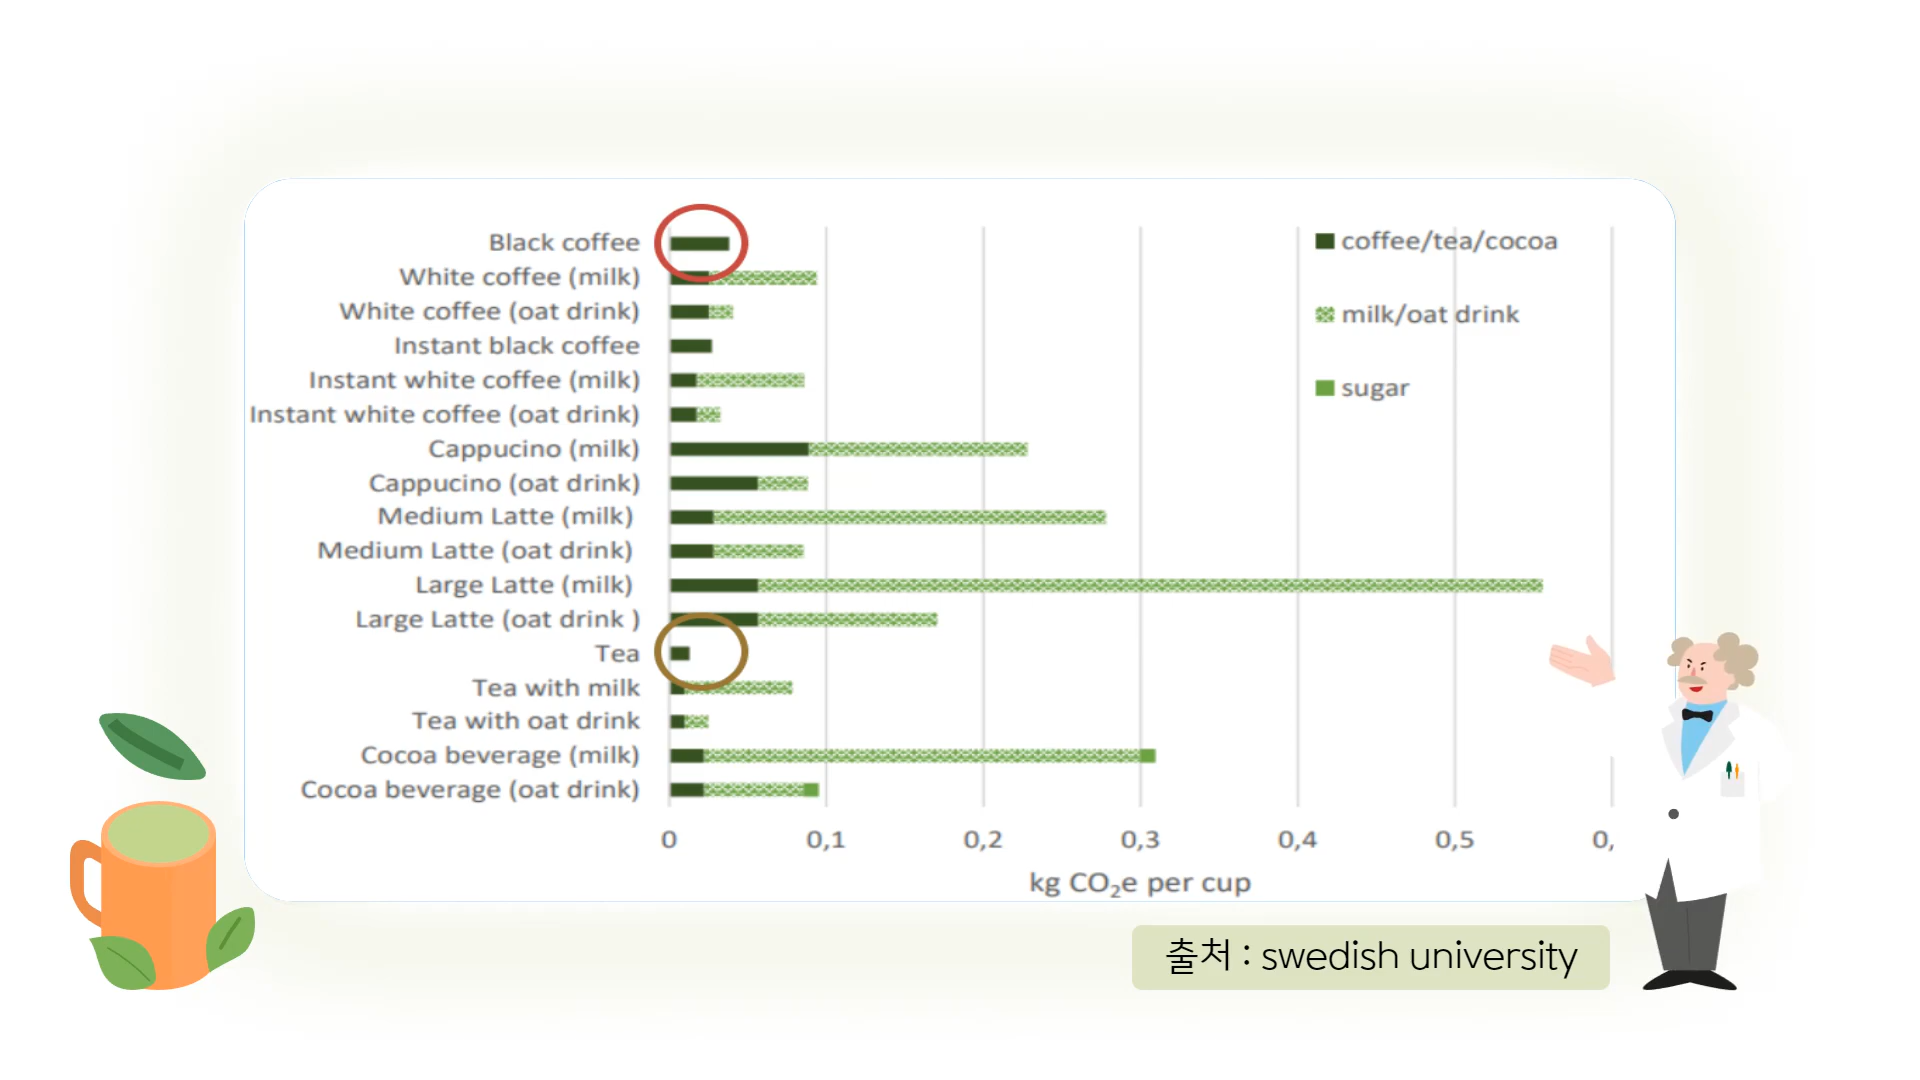 Black coffee
White coffee (milk)
White coffee (oat drink)
Instant black coffee
Instant white coffee (milk)
Instant white coffee (oat drink)
Cappucino (milk)
Cappucino (oat drink)
Medium Latte (milk)
Medium Latte (oat drink)
Large Latte (milk)
Large Latte (oat drink )
Tea
Tea with milk
Tea with oat drink
Cocoa beverage (milk)
Cocoa beverage (oat drink)
coffee/tea/cocoa
milk/oat drink
sugar
0 0,1 0,2 0,3 0,4 0,5 0,
kg CO₂e per cup
출처 : swedish university